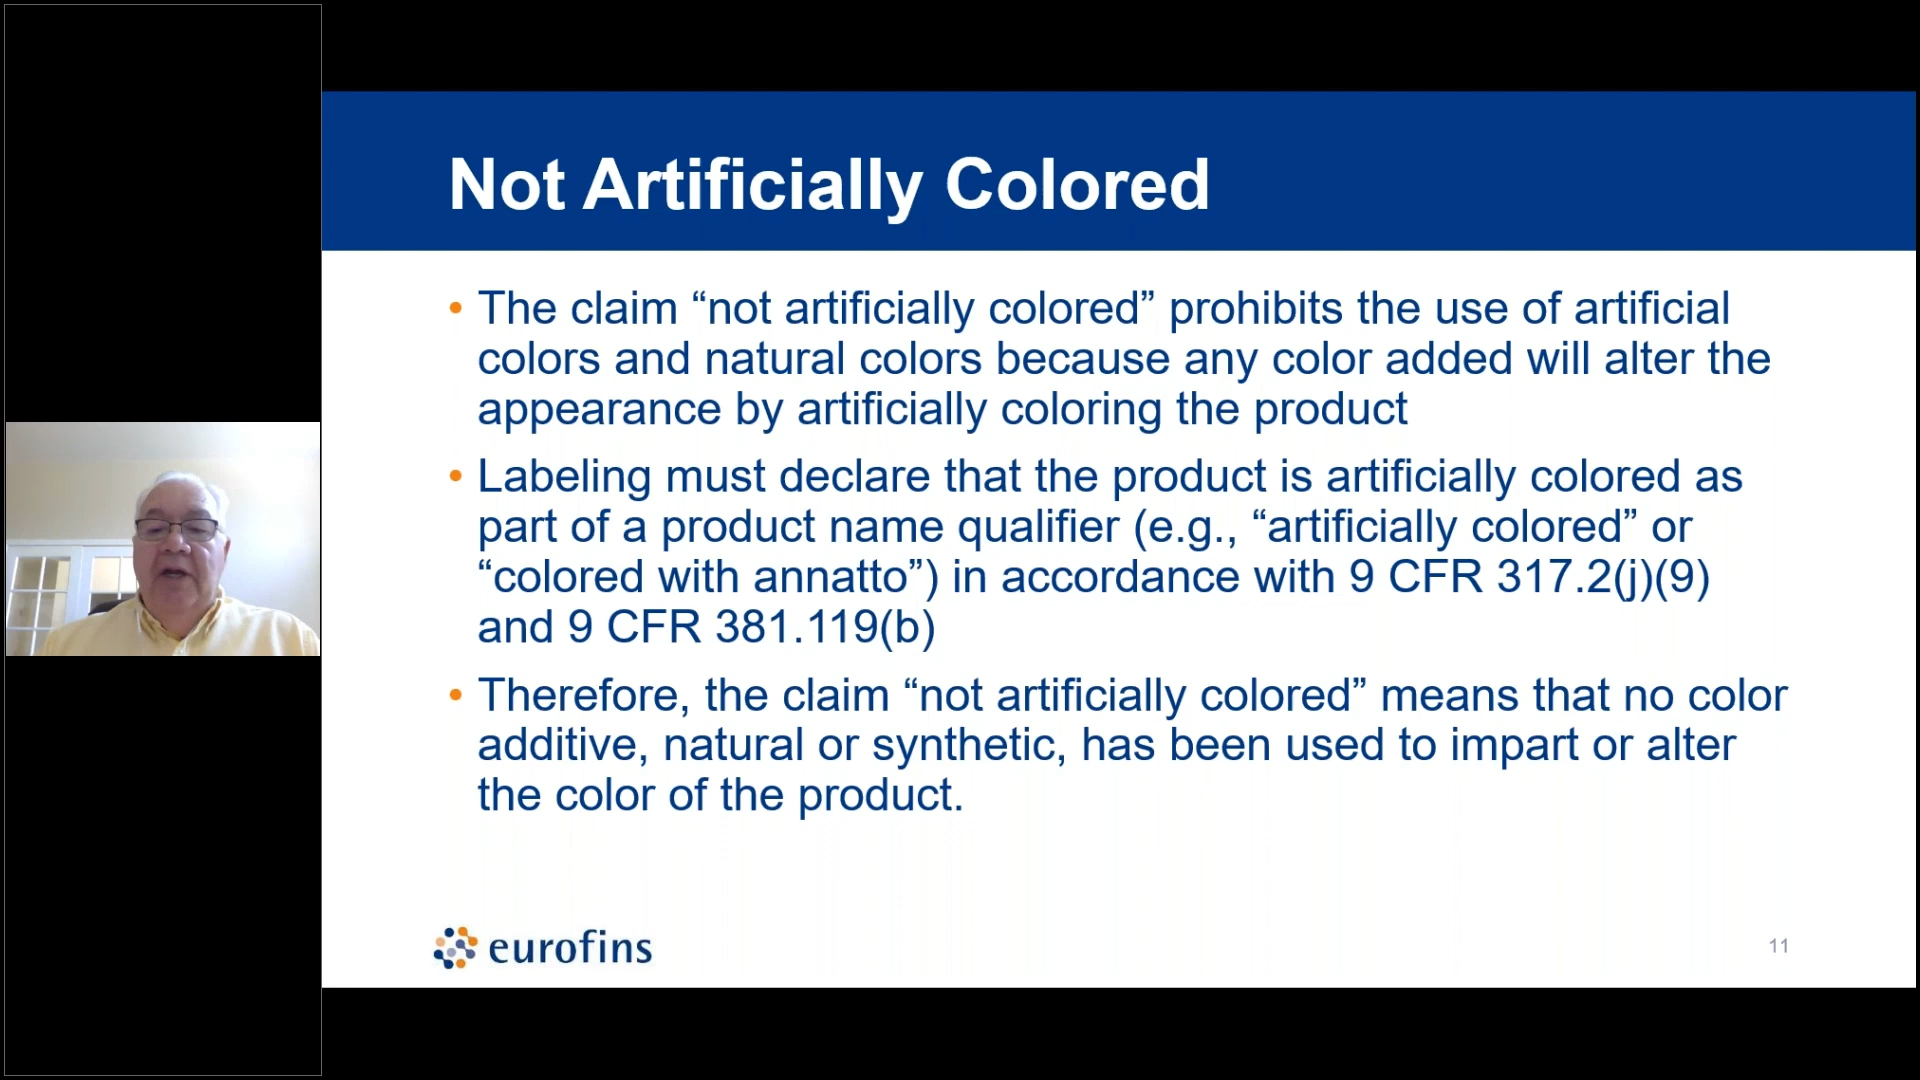 Not Artificially Colored
• The claim “not artificially colored” prohibits the use of artificial
colors and natural colors because any color added will alter the
appearance by artificially coloring the product
• Labeling must declare that the product is artificially colored as
part of a product name qualifier (e.g., “artificially colored” or
“colored with annatto”) in accordance with 9 CFR 317.2(j)(9)
and 9 CFR 381.119(b)
• Therefore, the claim “not artificially colored” means that no color
additive, natural or synthetic, has been used to impart or alter
the color of the product.
eurofins
11